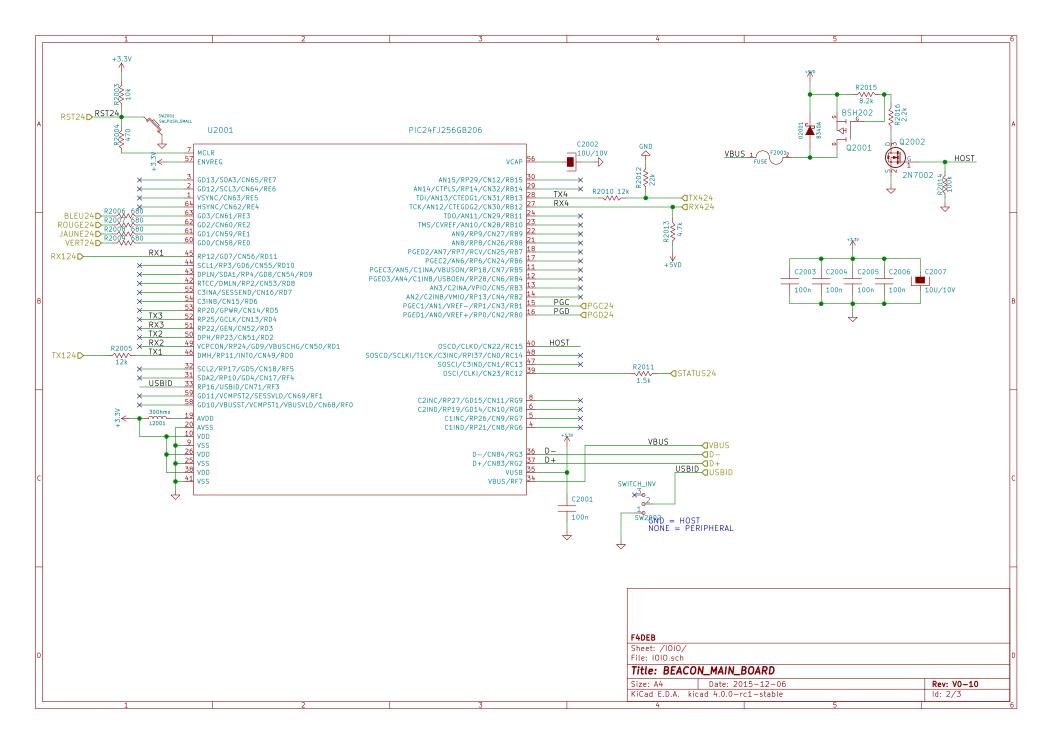 1 2 3 4 5 6
+3.3V
R2003
10k
RST24 RST24
R2004
470
SW2001
SW_PUSH_SMALL
+3.3V
U2001 PIC24FJ256GB206
7 MCLR
57 ENVREG
VCAP 56
C2002
10U/10V
3 GD13/SDA3/CN65/RE7
2 GD12/SCL3/CN64/RE6
1 VSYNC/CN63/RE5
64 HSYNC/CN62/RE4
BLEU24 R2006 680 63 GD3/CN61/RE3
ROUGE24 R2007 680 62 GD2/CN60/RE2
JAUNE24 R2008 680 61 GD1/CN59/RE1
VERT24 R2009 680 60 GD0/CN58/RE0
RX124 RX1 45 RP12/GD7/CN56/RD11
44 SCL1/RP3/GD6/CN55/RD10
43 DPLN/SDA1/RP4/GD8/CN54/RD9
42 RTCC/DMLN/RP2/CN53/RD8
55 C3INA/SESSEND/CN16/RD7
54 C3INB/CN15/RD6
53 RP20/GPWR/CN14/RD5
TX3 52 RP25/GCLK/CN13/RD4
RX3 51 RP22/GEN/CN52/RD3
TX2 50 DPH/RP23/CN51/RD2
RX2 49 VCPCON/RP24/GD9/VBUSCHG/CN50/RD1
TX124 R2005 12k TX1 46 DMH/RP11/INT0/CN49/RD0
32 SCL2/RP17/GD5/CN18/RF5
31 SDA2/RP10/GD4/CN17/RF4
USBID 33 RP16/USBID/CN71/RF3
59 GD11/VCMPST2/SESSVLD/CN69/RF1
58 GD10/VBUSST/VCMPST1/VBUSVLD/CN68/RF0
+3.3V 300hms L2001 19 AVDD
20 AVSS
10 VDD
9 VSS
26 VDD
25 VSS
38 VDD
41 VSS
AN15/RP29/CN12/RB15 30
AN14/CTPLS/RP14/CN32/RB14 29
TDI/AN13/CTEDG1/CN31/RB13 28 TX4 R2010 12k TX424
TCK/AN12/CTEDG2/CN30/RB12 27 RX4 RX424
TDO/AN11/CN29/RB11 24
TMS/CVREF/AN10/CN28/RB10 23
AN9/RP9/CN27/RB9 22
AN8/RP8/CN26/RB8 21
PGED2/AN7/RP7/RCV/CN25/RB7 18
PGEC2/AN6/RP6/CN24/RB6 17
PGEC3/AN5/C1INA/VBUSON/RP18/CN7/RB5 11
PGED3/AN4/C1INB/USBOEN/RP28/CN6/RB4 12
AN3/C2INA/VPIO/CN5/RB3 13
AN2/C2INB/VMIO/RP13/CN4/RB2 14
PGEC1/AN1/VREF-/RP1/CN3/RB1 15 PGC PGC24
PGED1/AN0/VREF+/RP0/CN2/RB0 16 PGD PGD24
OSCO/CLKO/CN22/RC15 40 HOST
SOSCO/SCLKI/T1CK/C3INC/RPI37/CN0/RC14 48
SOSCI/C3IND/CN1/RC13 47
OSCI/CLKI/CN23/RC12 39 R2011 1.5k STATUS24
C2INC/RP27/GD15/CN11/RG9 8
C2IND/RP19/GD14/CN10/RG8 6
C1INC/RP26/CN9/RG7 5
C1IND/RP21/CN8/RG6 4
D-/CN84/RG3 36 D- D-
D+/CN83/RG2 37 D+ D+
VUSB 35
VBUS/RF7 34
+3.3V
VBUS VBUS
USBID USBID
C2001
100n
SWITCH_INV
3
2
1
GND = HOST
NONE = PERIPHERAL
GND
R2012
22k
R2013
4.7k
+5VD
+5VD
R2015
8.2k
BSH202
Q2001
U2001
B340A
VBUS 1 F2001 2
FUSE
2.2k
Q2002
2N7002
D
G
S
HOST
R2014
100k
+3.3V
C2003
100n
C2004
100n
C2005
100n
C2006
100n
C2007
10U/10V
A
B
C
D
F4DEB
Sheet: /IOIO/
File: IOIO.sch
Title: BEACON_MAIN_BOARD
Size: A4 Date: 2015-12-06 Rev: V0-10
KiCad E.D.A. kicad 4.0.0-rc1-stable Id: 2/3
1 2 3 4 5 6